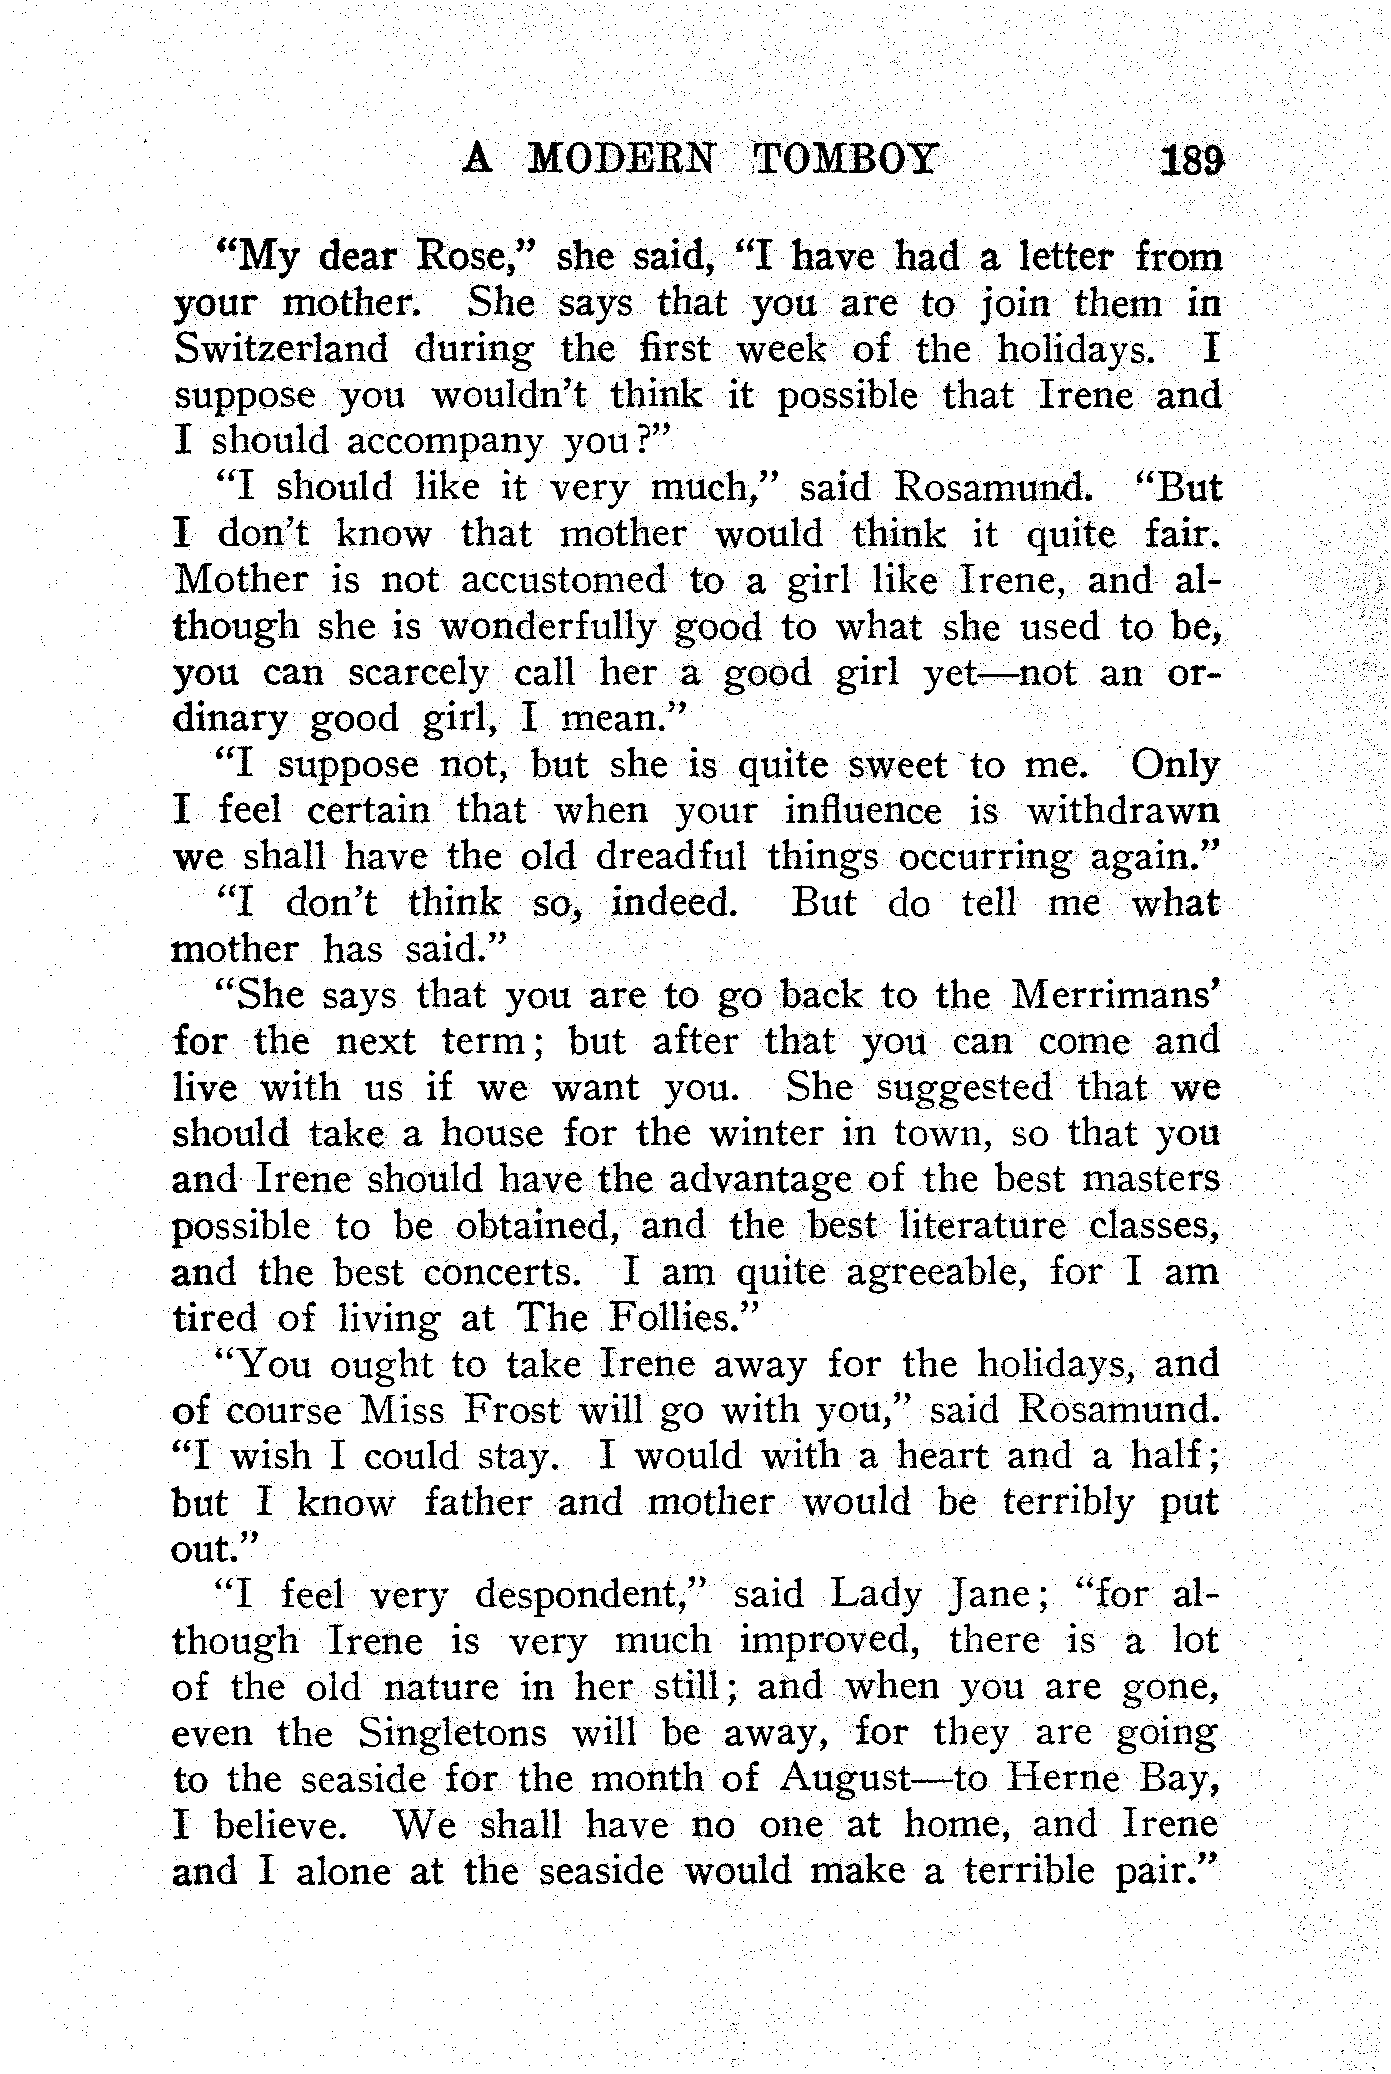 A MODERN TOMBOY 189
“My dear Rose,” she said, “I have had a letter from
your mother. She says that you are to join them in
Switzerland during the first week of the holidays. I
suppose you wouldn’t think it possible that Irene and
I should accompany you?”
“I should like it very much,” said Rosamund. “But
I don’t know that mother would think it quite fair.
Mother is not accustomed to a girl like Irene, and al-
though she is wonderfully good to what she used to be,
you can scarcely call her a good girl yet—not an or-
dinary good girl, I mean.”
“I suppose not, but she is quite sweet to me. Only
I feel certain that when your influence is withdrawn
we shall have the old dreadful things occurring again.”
“I don’t think so, indeed. But do tell me what
mother has said.”
“She says that you are to go back to the Merrimans’
for the next term; but after that you can come and
live with us if we want you. She suggested that we
should take a house for the winter in town, so that you
and Irene should have the advantage of the best masters
possible to be obtained, and the best literature classes,
and the best concerts. I am quite agreeable, for I am
tired of living at The Follies.”
“You ought to take Irene away for the holidays, and
of course Miss Frost will go with you,” said Rosamund.
“I wish I could stay. I would with a heart and a half;
but I know father and mother would be terribly put
out.”
“I feel very despondent,” said Lady Jane; “for al-
though Irene is very much improved, there is a lot
of the old nature in her still; and when you are gone,
even the Singletons will be away, for they are going
to the seaside for the month of August—to Herne Bay,
I believe. We shall have no one at home, and Irene
and I alone at the seaside would make a terrible pair.”